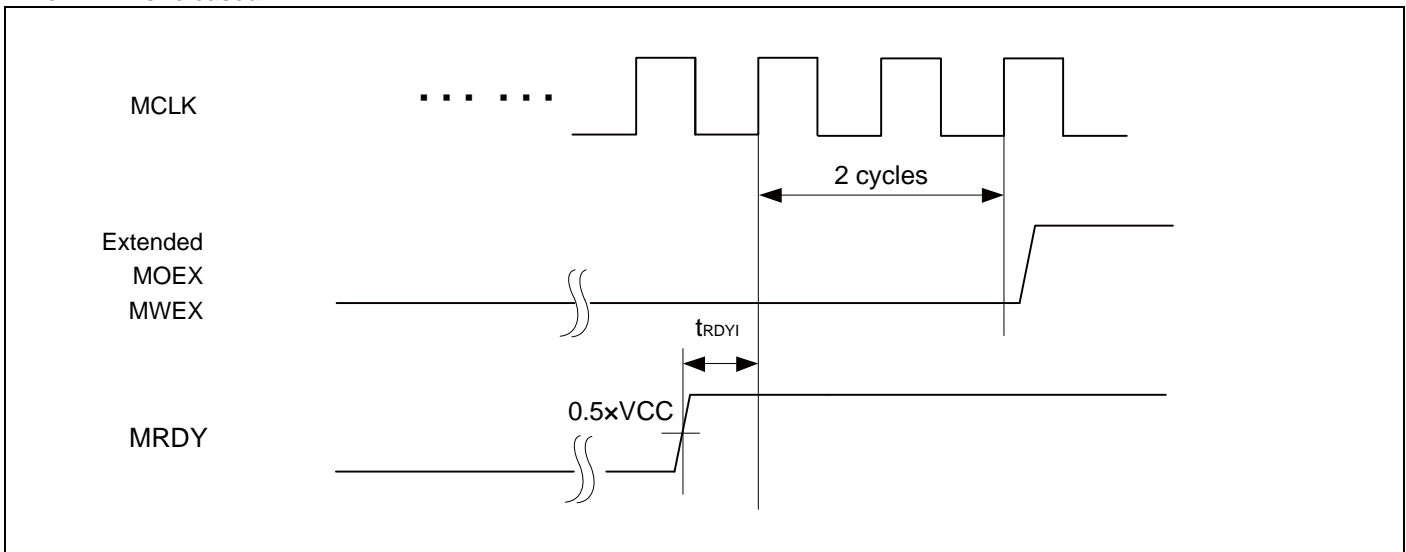 MCLK
2 cycles
Extended
MOEX
MWEX
tRDYI
0.5×VCC
MRDY